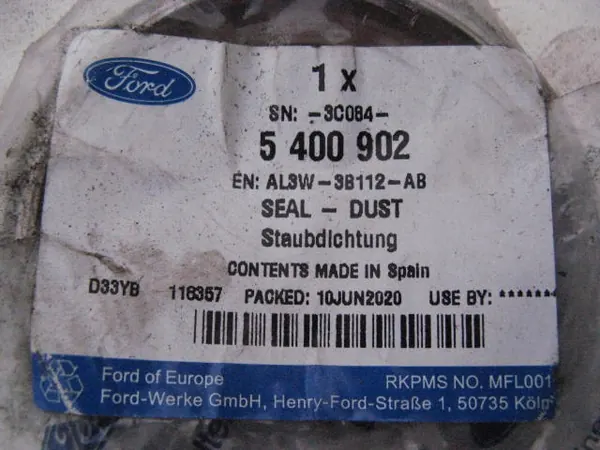 Ford
1 x
SN: -3C084-
5 400 902
EN: AL3W-3B112-AB
SEAL - DUST
Staubdichtung
CONTENTS MADE IN Spain
D33YB 116357 PACKED: 10JUN2020 USE BY: *******
Ford of Europe RKPMS NO. MFL001
Ford-Werke GmbH, Henry-Ford-Straße 1, 50735 Köln